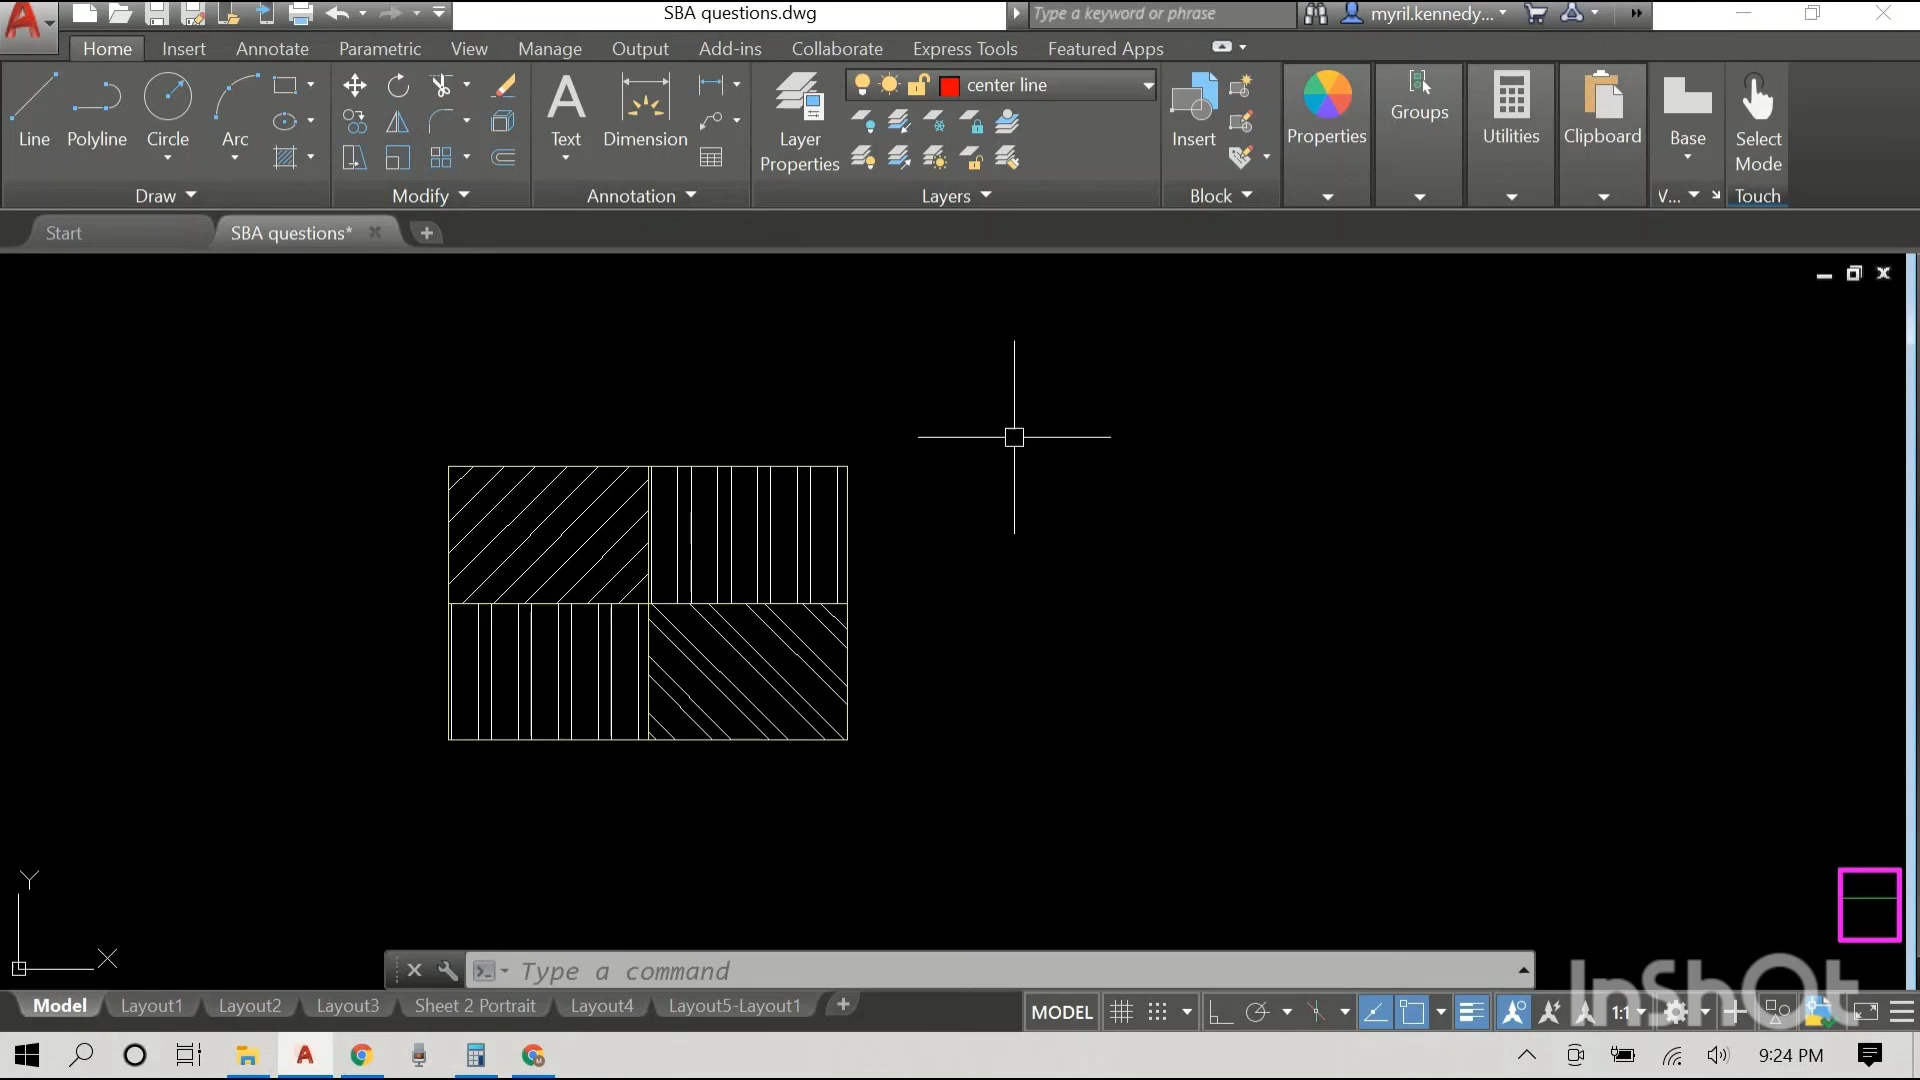 SBA questions.dwg
Type a keyword or phrase
myril.kennedy...
Home Insert Annotate Parametric View Manage Output Add-ins Collaborate Express Tools Featured Apps
center line
Line Polyline Circle Arc
Text Dimension
Layer Properties
Insert
Properties
Groups
Utilities
Clipboard
Base
Select Mode
Draw Modify Annotation Layers Block V... Touch
Start SBA questions*
Y
X
Type a command
Model Layout1 Layout2 Layout3 Sheet 2 Portrait Layout4 Layout5-Layout1
MODEL 1:1
InShOt
9:24 PM